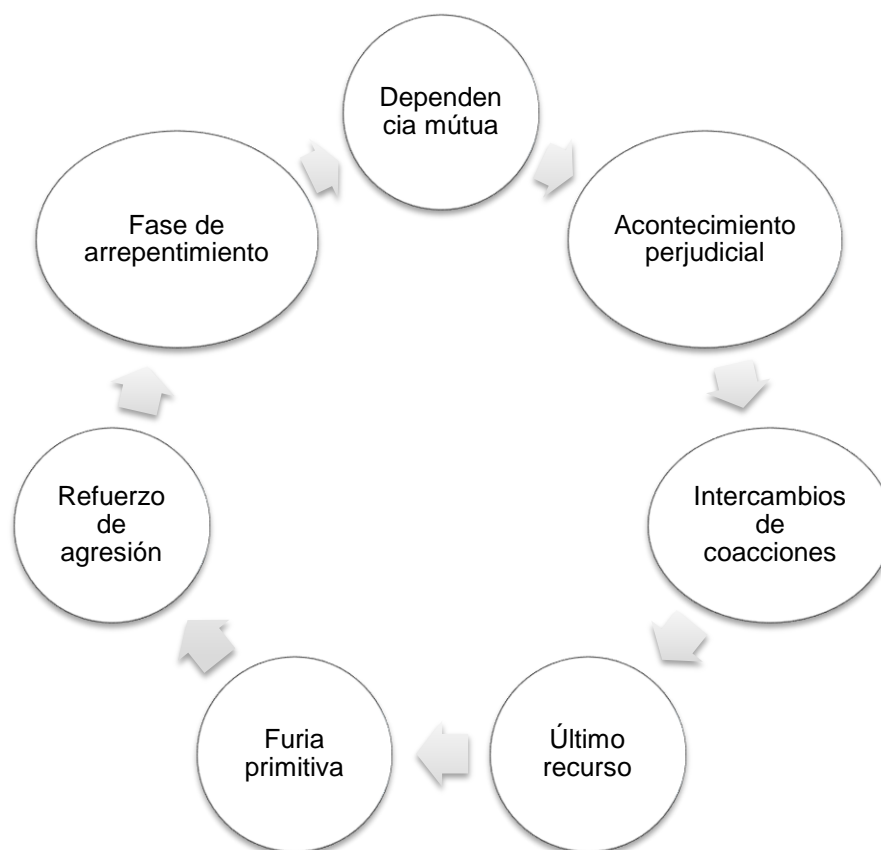 Dependen
cia mútua
Acontecimiento
perjudicial
Intercambios
de
coacciones
Último
recurso
Furia
primitiva
Refuerzo
de
agresión
Fase de
arrepentimiento